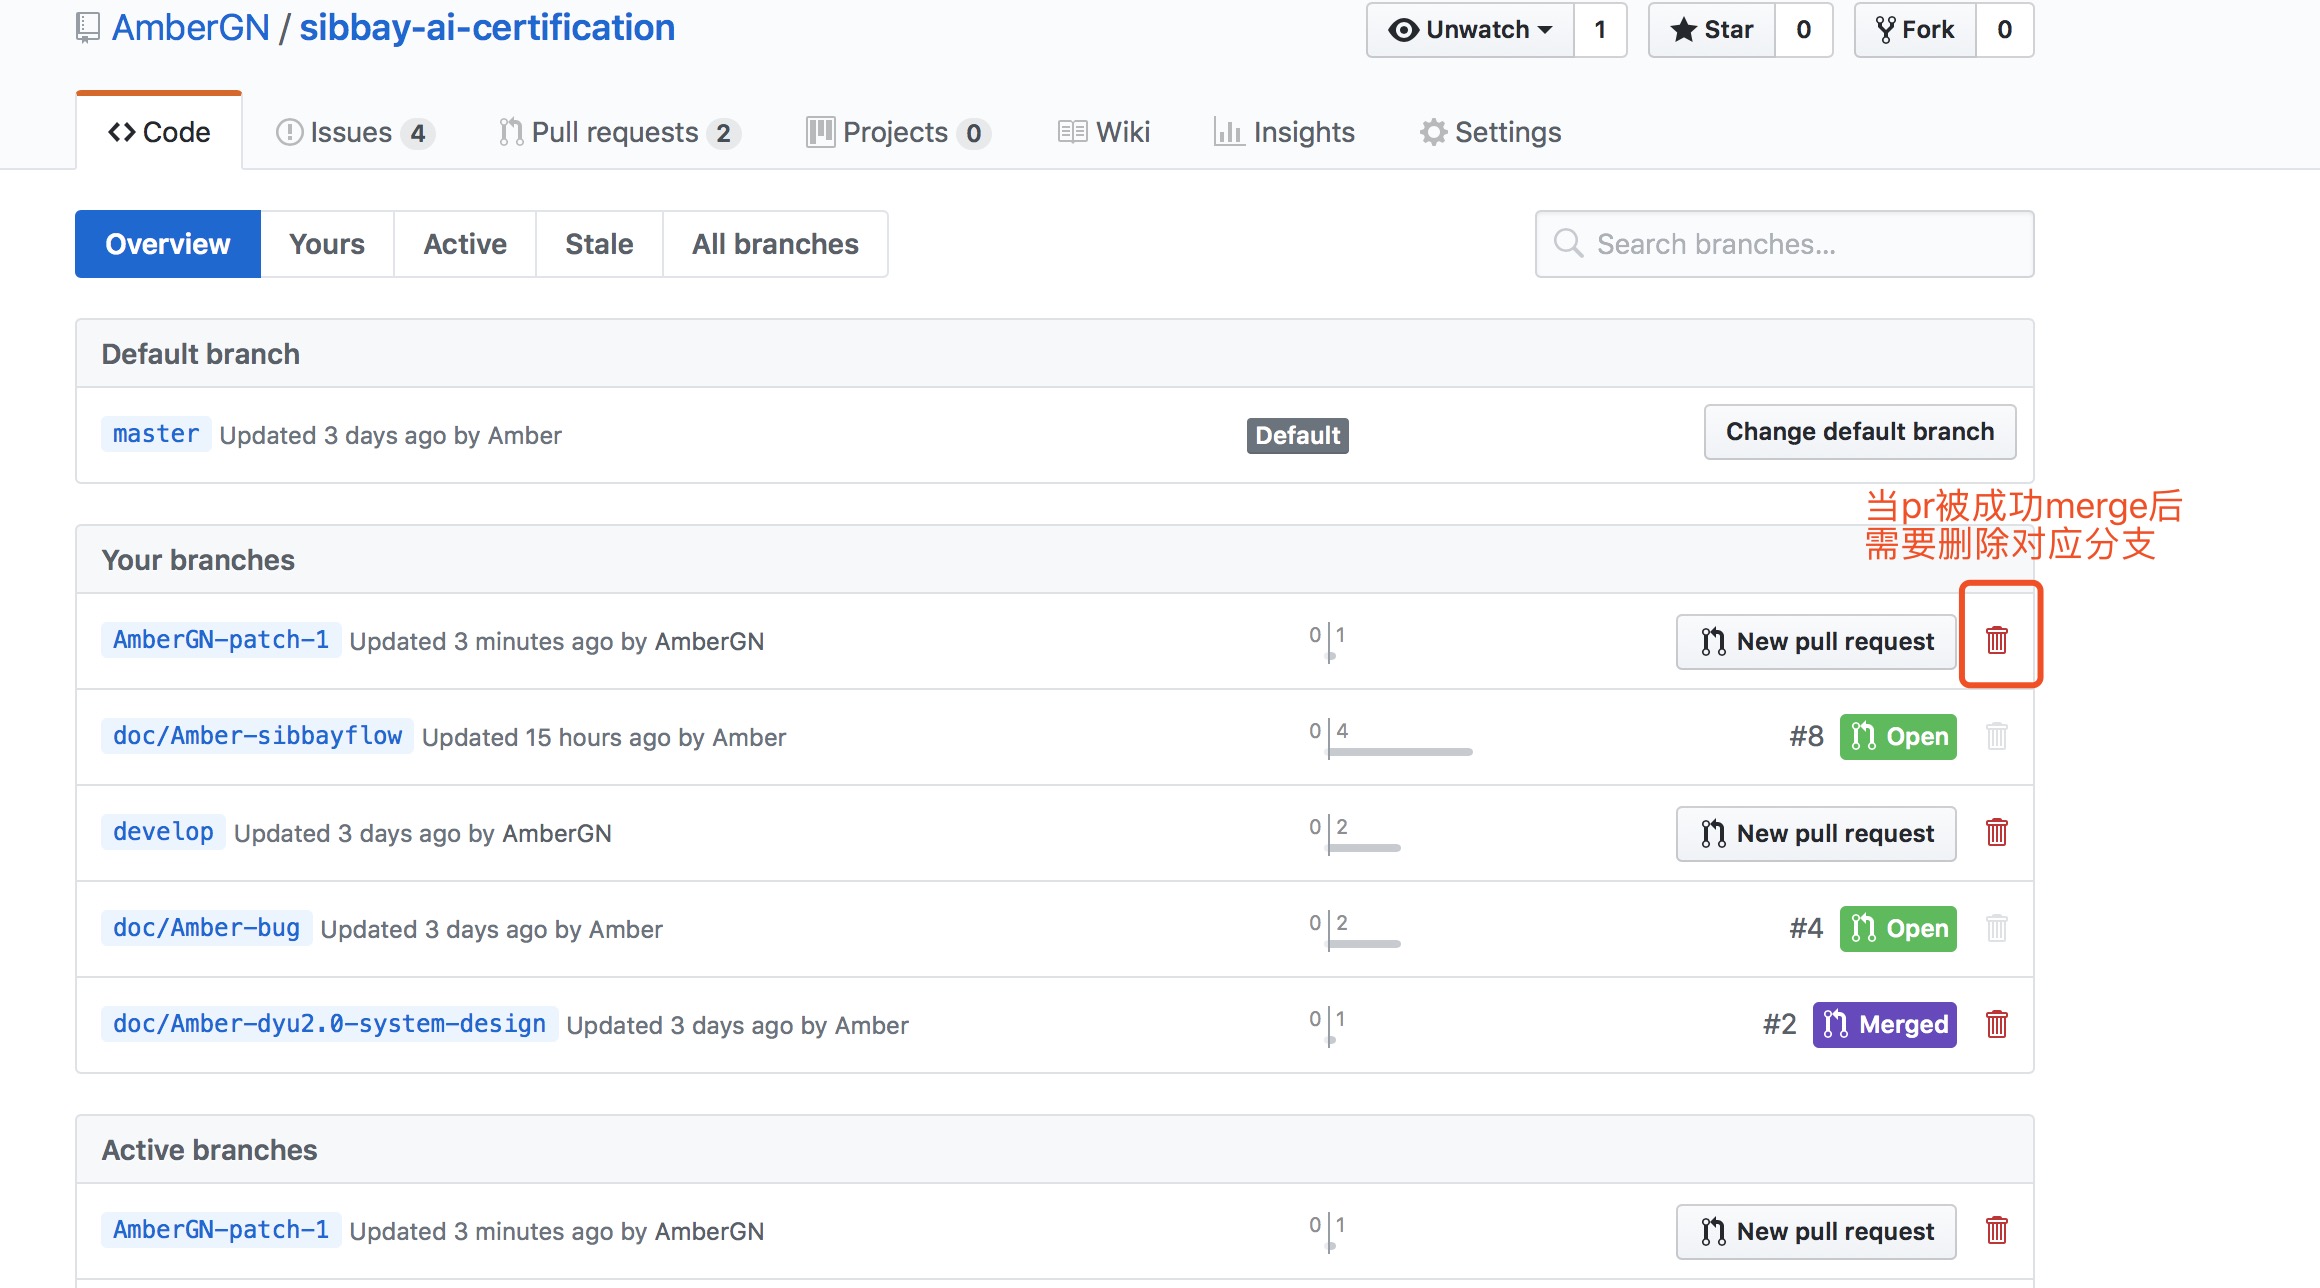 AmberGN / sibbay-ai-certification
Unwatch 1 Star 0 Fork 0
Code Issues 4 Pull requests 2 Projects 0 Wiki Insights Settings
Overview Yours Active Stale All branches Search branches...
Default branch
master Updated 3 days ago by Amber Default Change default branch
当pr被成功merge后
需要删除对应分支
Your branches
AmberGN-patch-1 Updated 3 minutes ago by AmberGN 0 1 New pull request
doc/Amber-sibbayflow Updated 15 hours ago by Amber 0 4 #8 Open
develop Updated 3 days ago by AmberGN 0 2 New pull request
doc/Amber-bug Updated 3 days ago by Amber 0 2 #4 Open
doc/Amber-dyu2.0-system-design Updated 3 days ago by Amber 0 1 #2 Merged
Active branches
AmberGN-patch-1 Updated 3 minutes ago by AmberGN 0 1 New pull request